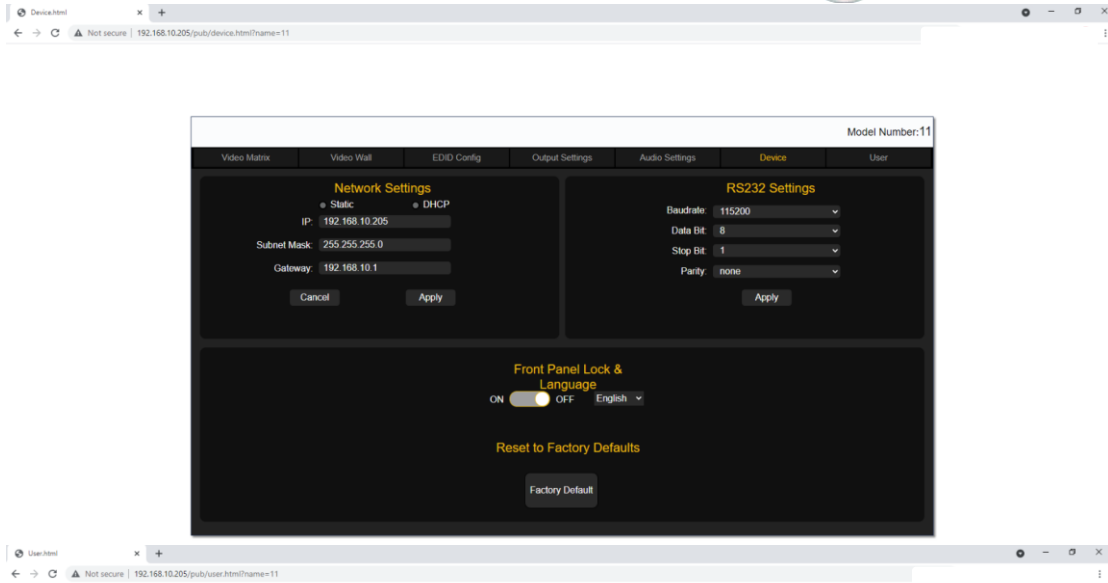 Device.html
Not secure | 192.168.10.205/pub/device.html?name=11
Model Number:11
Video Matrix Video Wall EDID Config Output Settings Audio Settings Device User
Network Settings
Static DHCP
IP: 192.168.10.205
Subnet Mask: 255.255.255.0
Gateway: 192.168.10.1
Cancel Apply
RS232 Settings
Baudrate: 115200
Data Bit: 8
Stop Bit: 1
Parity: none
Apply
Front Panel Lock &
Language
ON OFF English
Reset to Factory Defaults
Factory Default
User.html
Not secure | 192.168.10.205/pub/user.html?name=11